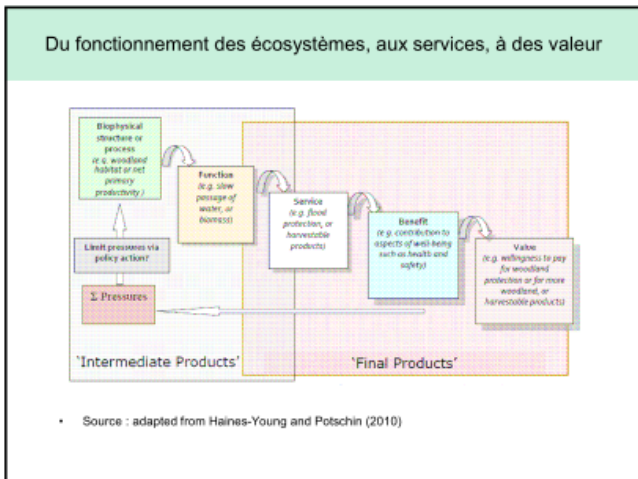 Du fonctionnement des écosystèmes, aux services, à des valeur
Biophysical
structure or
process
(e.g. woodland
habitat or net
primary
productivity )
Function
(e.g. slow
passage of
water, or
biomass)
Service
(e.g. flood
protection, or
harvestable
products)
Benefit
(e.g. contribution to
aspects of well-being
such as health and
safety)
Value
(e.g. willingness to pay
for woodland
protection or for more
woodland, or
harvestable products)
Limit pressures via
policy action?
Σ Pressures
'Intermediate Products'
'Final Products'
• Source : adapted from Haines-Young and Potschin (2010)